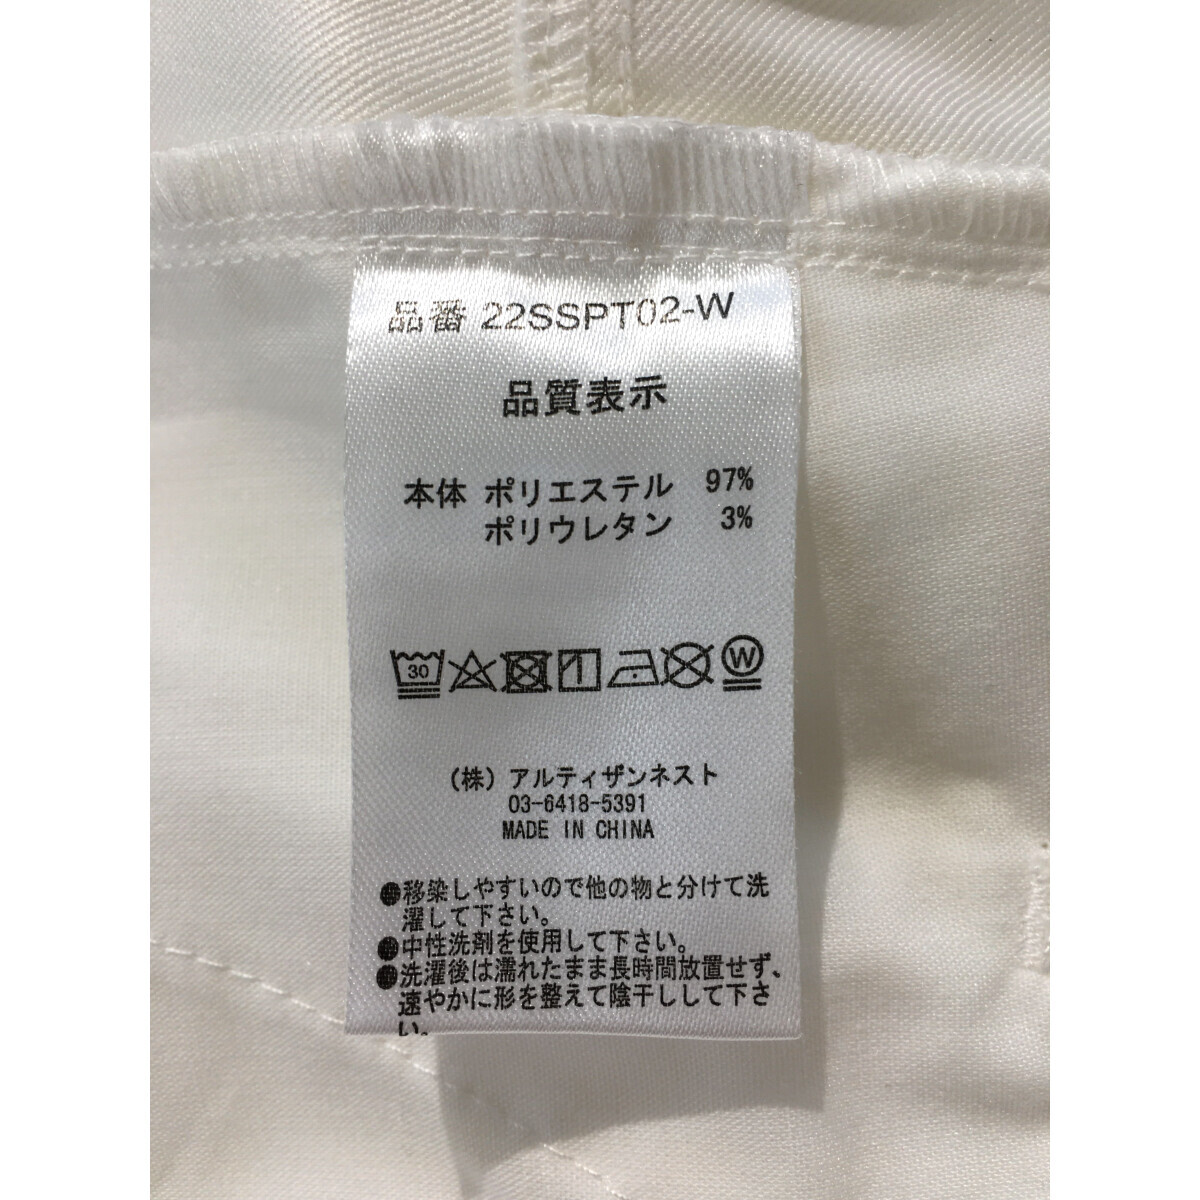 品番 22SSPT02-W
品質表示
本体 ポリエステル 97%
ポリウレタン 3%
30
W
(株) アルティザンネスト
03-6418-5391
MADE IN CHINA
●移染しやすいので他の物と分けて洗
濯して下さい。
●中性洗剤を使用して下さい。
●洗濯後は濡れたまま長時間放置せず、
速やかに形を整えて陰干しして下さ
い。